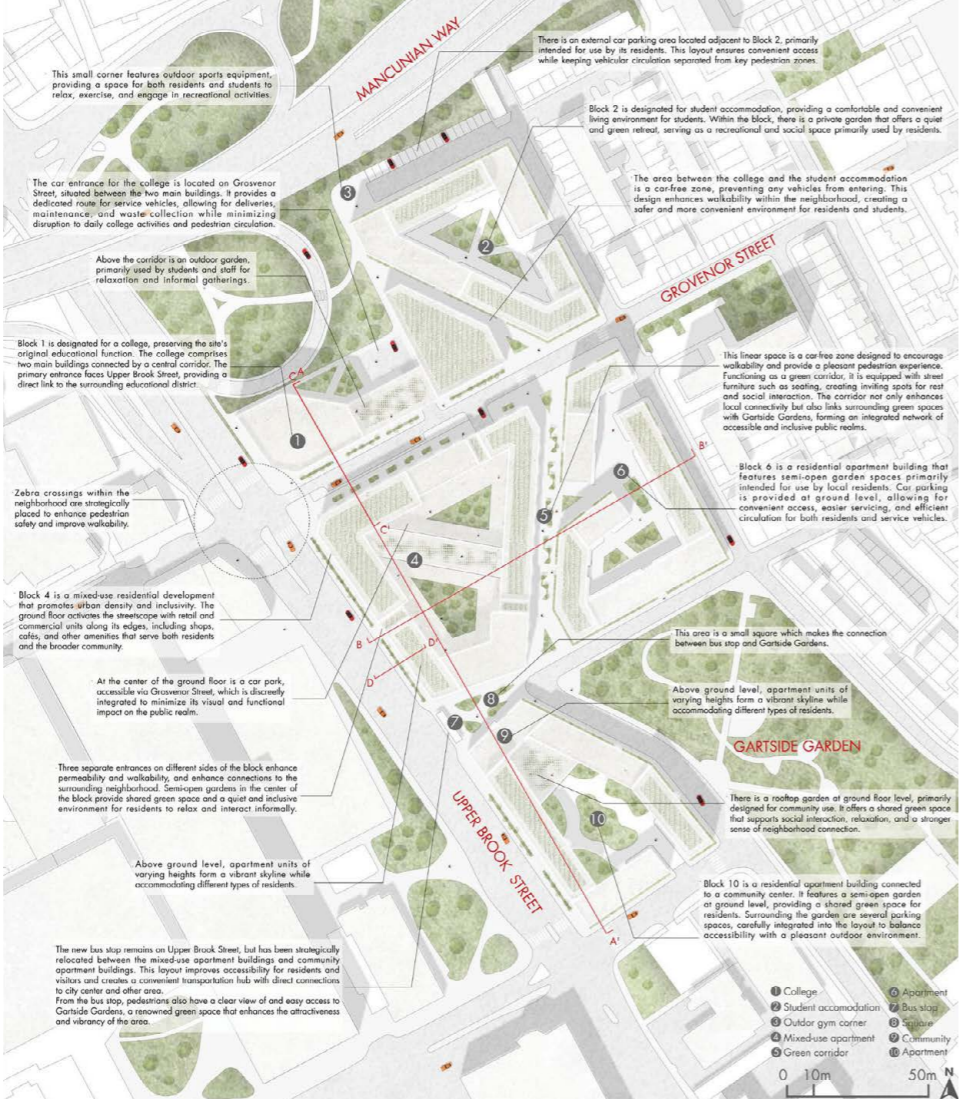 MANCUNIAN WAY
There is an external car parking area located adjacent to Block 2, primarily
intended for use by its residents. This layout ensures convenient access
while keeping vehicular circulation separated from key pedestrian zones.
This small corner features outdoor sports equipment,
providing a space for both residents and students to
relax, exercise, and engage in recreational activities.
Block 2 is designated for student accommodation, providing a comfortable and convenient
living environment for students. Within the block, there is a private garden that offers a quiet
and green retreat, serving as a recreational and social space primarily used by residents.
The car entrance for the college is located on Grosvenor
Street, situated between the two main buildings. It provides a
dedicated route for service vehicles, allowing for deliveries,
maintenance, and waste collection while minimizing
disruption to daily college activities and pedestrian circulation.
3
The area between the college and the student accommodation
is a car-free zone, preventing any vehicles from entering. This
design enhances walkability within the neighborhood, creating a
safer and more convenient environment for residents and students.
2
Above the corridor is an outdoor garden,
primarily used by students and staff for
relaxation and informal gatherings.
GROVENOR STREET
Block 1 is designated for a college, preserving the site's
original educational function. The college comprises
two main buildings connected by a central corridor. The
primary entrance faces Upper Brook Street, providing a
direct link to the surrounding educational district.
This linear space is a car-free zone designed to encourage
walkability and provide a pleasant pedestrian experience.
Functioning as a green corridor, it is equipped with street
furniture such as seating, creating inviting spots for rest
and social interaction. The corridor not only enhances
local connectivity but also links surrounding green spaces
with Gartside Gardens, forming an integrated network of
accessible and inclusive public realms.
C A
1
B'
6
Block 6 is a residential apartment building that
features semi-open garden spaces primarily
intended for use by local residents. Car parking
is provided at ground level, allowing for
convenient access, easier servicing, and efficient
circulation for both residents and service vehicles.
Zebra crossings within the
neighborhood are strategically
placed to enhance pedestrian
safety and improve walkability.
5
C'
4
Block 4 is a mixed-use residential development
that promotes urban density and inclusivity. The
ground floor activates the streetscape with retail and
commercial units along its edges, including shops,
cafés, and other amenities that serve both residents
and the broader community.
B
D'
D
This area is a small square which makes the connection
between bus stop and Gartside Gardens.
At the center of the ground floor is a car park,
accessible via Grosvenor Street, which is discreetly
integrated to minimize its visual and functional
impact on the public realm.
8
7
9
Above ground level, apartment units of
varying heights form a vibrant skyline while
accommodating different types of residents.
GARTSIDE GARDEN
Three separate entrances on different sides of the block enhance
permeability and walkability, and enhance connections to the
surrounding neighborhood. Semi-open gardens in the center of
the block provide shared green space and a quiet and inclusive
environment for residents to relax and interact informally.
UPPER BROOK STREET
There is a rooftop garden at ground floor level, primarily
designed for community use. It offers a shared green space
that supports social interaction, relaxation, and a stronger
sense of neighborhood connection.
10
Above ground level, apartment units of
varying heights form a vibrant skyline while
accommodating different types of residents.
Block 10 is a residential apartment building connected
to a community center. It features a semi-open garden
at ground level, providing a shared green space for
residents. Surrounding the garden are several parking
spaces, carefully integrated into the layout to balance
accessibility with a pleasant outdoor environment.
A'
The new bus stop remains on Upper Brook Street, but has been strategically
relocated between the mixed-use apartment buildings and community
apartment buildings. This layout improves accessibility for residents and
visitors and creates a convenient transportation hub with direct connections
to city center and other area.
From the bus stop, pedestrians also have a clear view of and easy access to
Gartside Gardens, a renowned green space that enhances the attractiveness
and vibrancy of the area.
1 College
2 Student accomodation
3 Outdor gym corner
4 Mixed-use apartment
5 Green corridor
6 Apartment
7 Bus stop
8 Square
9 Community
10 Apartment
0 10m 50m N